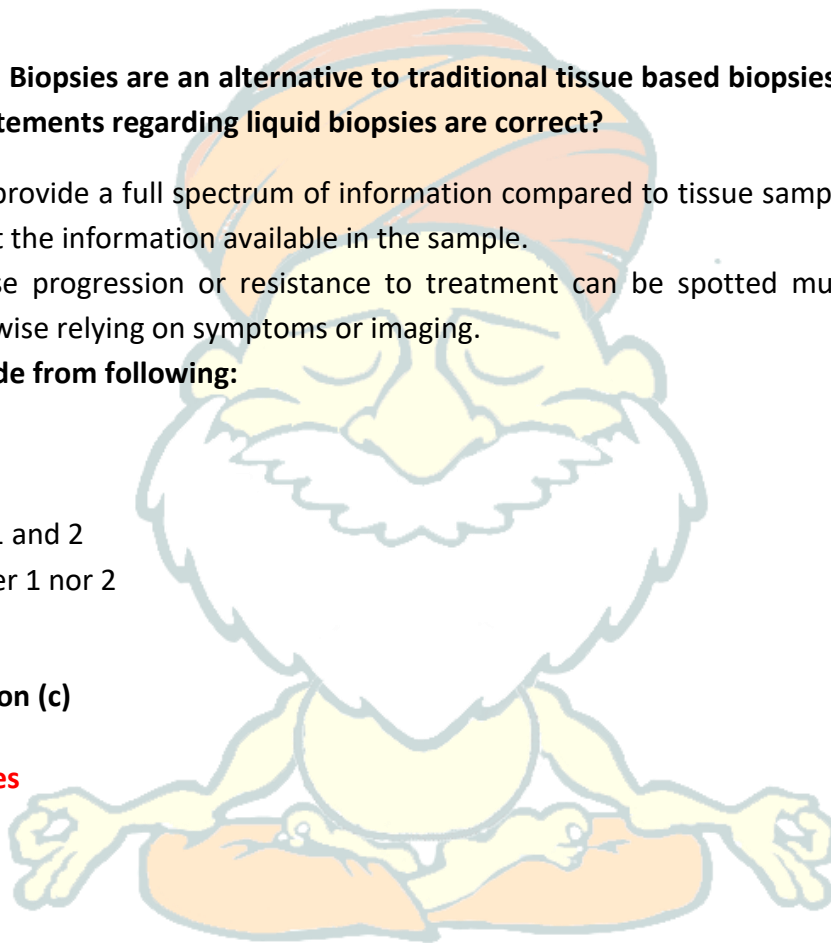 Biopsies are an alternative to traditional tissue based biopsies
tements regarding liquid biopsies are correct?
provide a full spectrum of information compared to tissue samp
t the information available in the sample.
se progression or resistance to treatment can be spotted mu
wise relying on symptoms or imaging.
de from following:
1 and 2
er 1 nor 2
on (c)
es